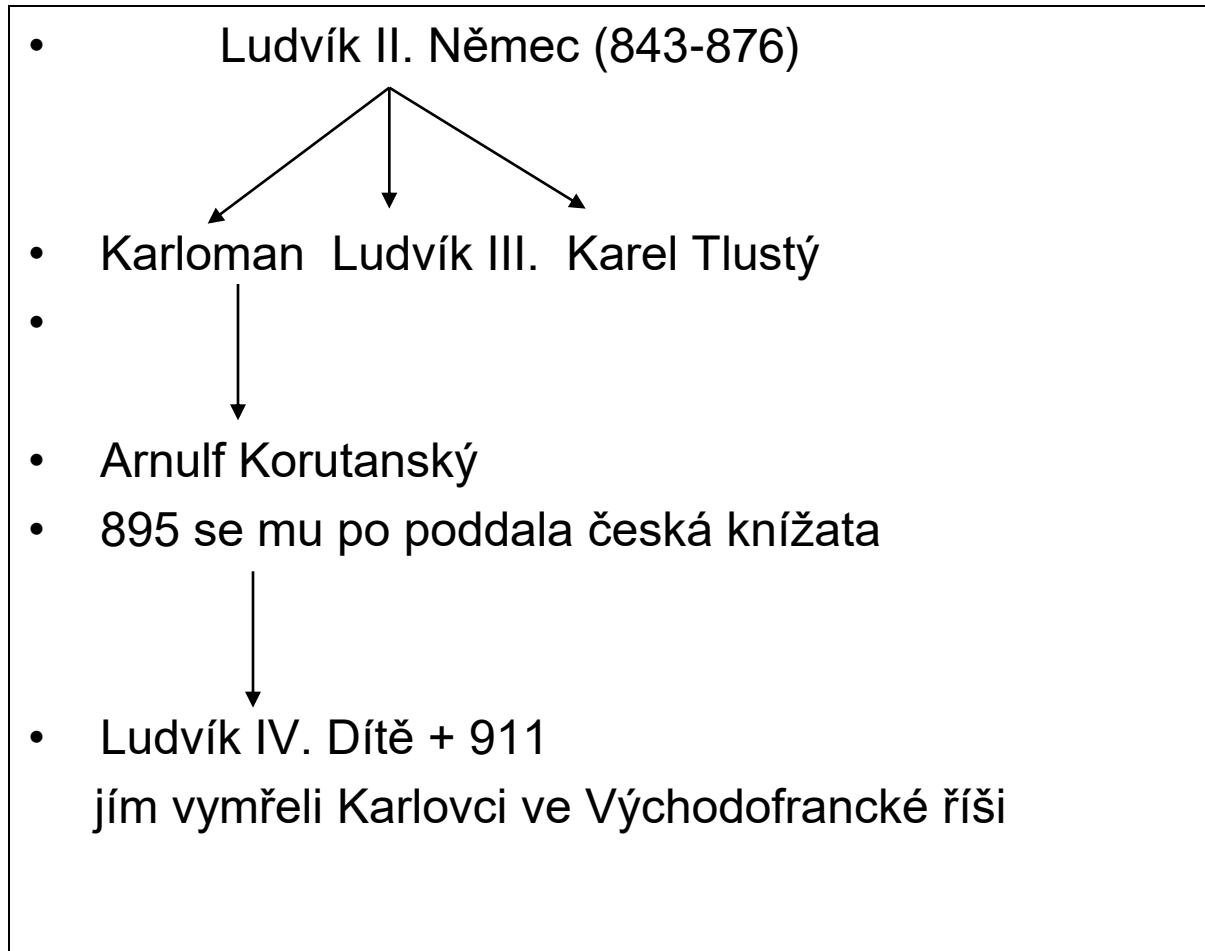 • Ludvík II. Němec (843-876)
• Karloman Ludvík III. Karel Tlustý
•
• Arnulf Korutanský
• 895 se mu po poddala česká knížata
• Ludvík IV. Dítě + 911
jím vymřeli Karlovci ve Východofrancké říši